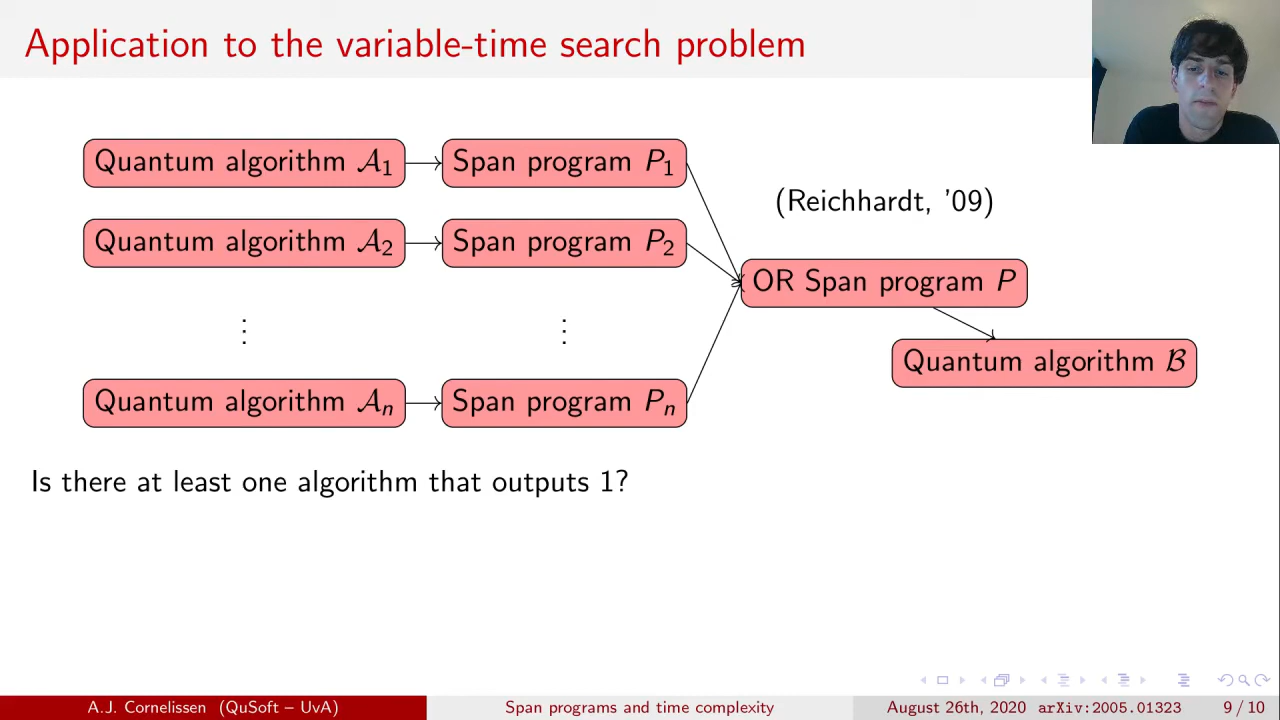 Application to the variable-time search problem
Quantum algorithm 𝒜₁
Span program P₁
(Reichhardt, '09)
Quantum algorithm 𝒜₂
Span program P₂
OR Span program P
⋮
⋮
Quantum algorithm ℬ
Quantum algorithm 𝒜ₙ
Span program Pₙ
Is there at least one algorithm that outputs 1?
A.J. Cornelissen (QuSoft – UvA)
Span programs and time complexity
August 26th, 2020 arXiv:2005.01323
9 / 10